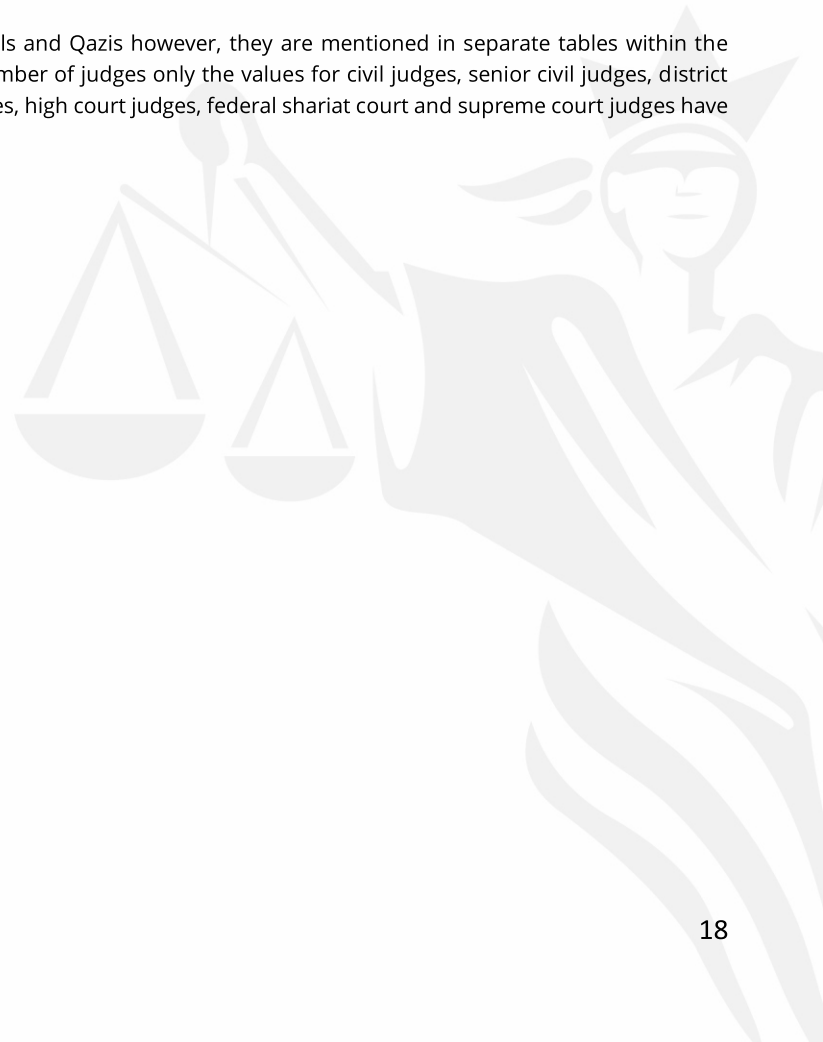 ls and Qazis however, they are mentioned in separate tables within the
mber of judges only the values for civil judges, senior civil judges, district
es, high court judges, federal shariat court and supreme court judges have
18